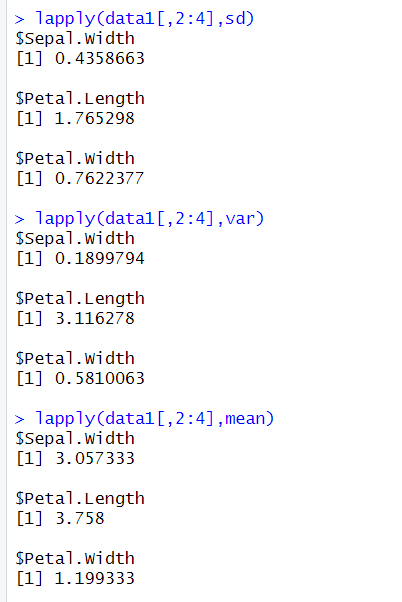 > lapply(data1[,2:4],sd)
$Sepal.Width
[1] 0.4358663
$Petal.Length
[1] 1.765298
$Petal.Width
[1] 0.7622377
> lapply(data1[,2:4],var)
$Sepal.Width
[1] 0.1899794
$Petal.Length
[1] 3.116278
$Petal.Width
[1] 0.5810063
> lapply(data1[,2:4],mean)
$Sepal.Width
[1] 3.057333
$Petal.Length
[1] 3.758
$Petal.Width
[1] 1.199333